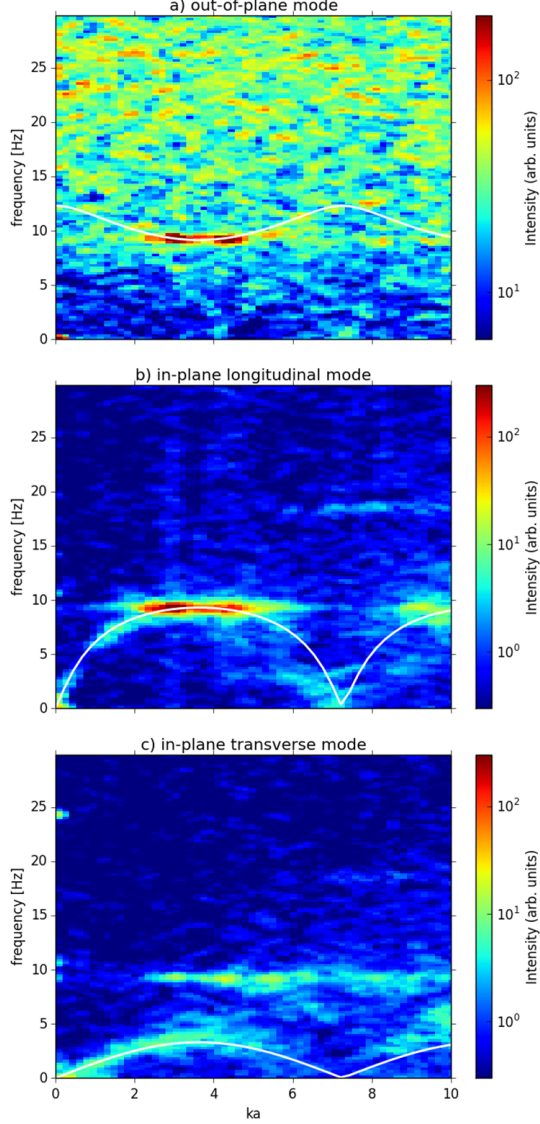 a) out-of-plane mode
25
20
15
10
5
0
frequency [Hz]
10²
10¹
Intensity (arb. units)
b) in-plane longitudinal mode
25
20
15
10
5
0
frequency [Hz]
10²
10¹
10⁰
Intensity (arb. units)
c) in-plane transverse mode
25
20
15
10
5
0
frequency [Hz]
10²
10¹
10⁰
Intensity (arb. units)
0 2 4 6 8 10
ka